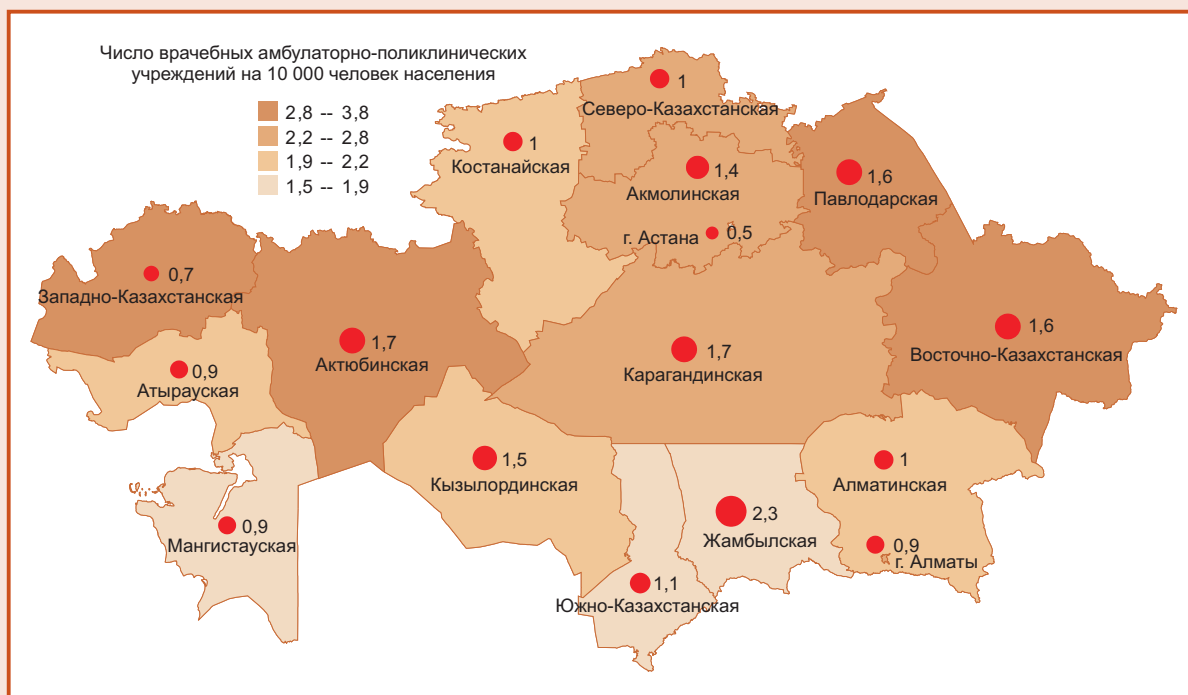 Число врачебных амбулаторно-поликлинических
учреждений на 10 000 человек населения
2,8 -- 3,8
2,2 -- 2,8
1,9 -- 2,2
1,5 -- 1,9
1
Северо-Казахстанская
1
Костанайская
1,4
Акмолинская
1,6
Павлодарская
г. Астана
0,5
0,7
Западно-Казахстанская
1,7
Актюбинская
1,7
Карагандинская
1,6
Восточно-Казахстанская
0,9
Атырауская
1,5
Кызылординская
1
Алматинская
0,9
Мангистауская
2,3
Жамбылская
0,9
г. Алматы
1,1
Южно-Казахстанская